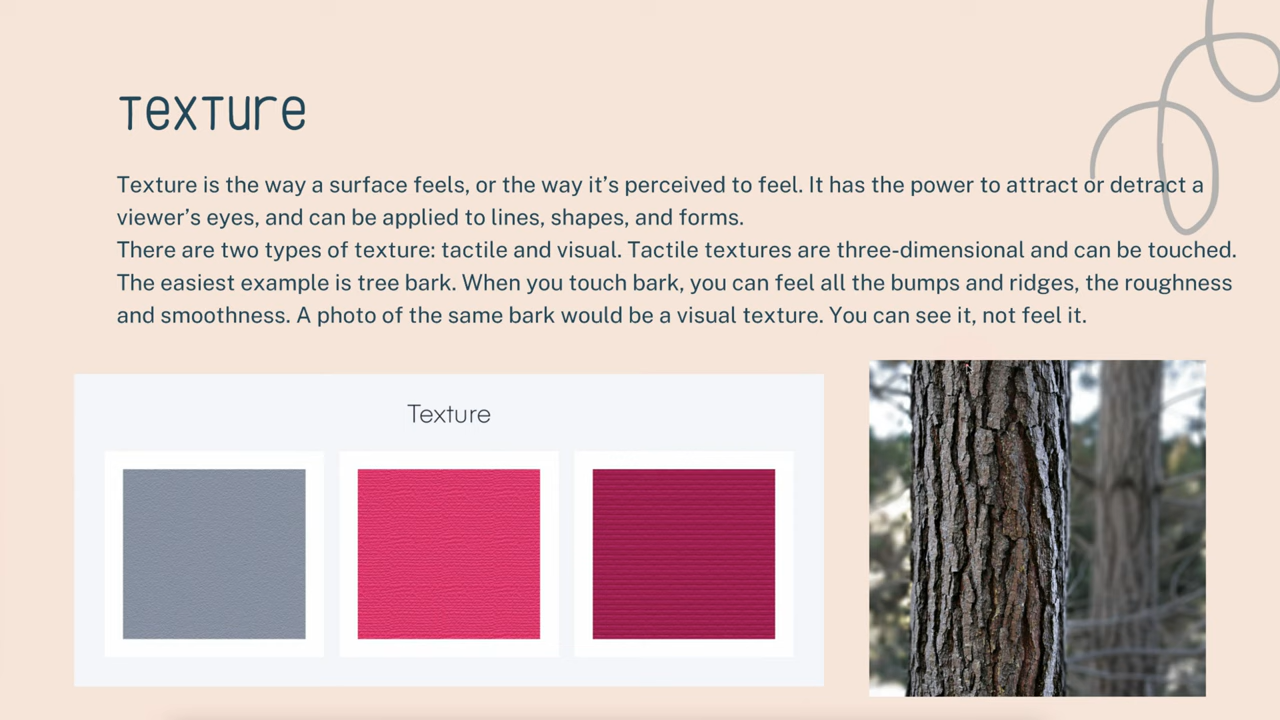 Texture
Texture is the way a surface feels, or the way it’s perceived to feel. It has the power to attract or detract a
viewer’s eyes, and can be applied to lines, shapes, and forms.
There are two types of texture: tactile and visual. Tactile textures are three-dimensional and can be touched.
The easiest example is tree bark. When you touch bark, you can feel all the bumps and ridges, the roughness
and smoothness. A photo of the same bark would be a visual texture. You can see it, not feel it.
Texture